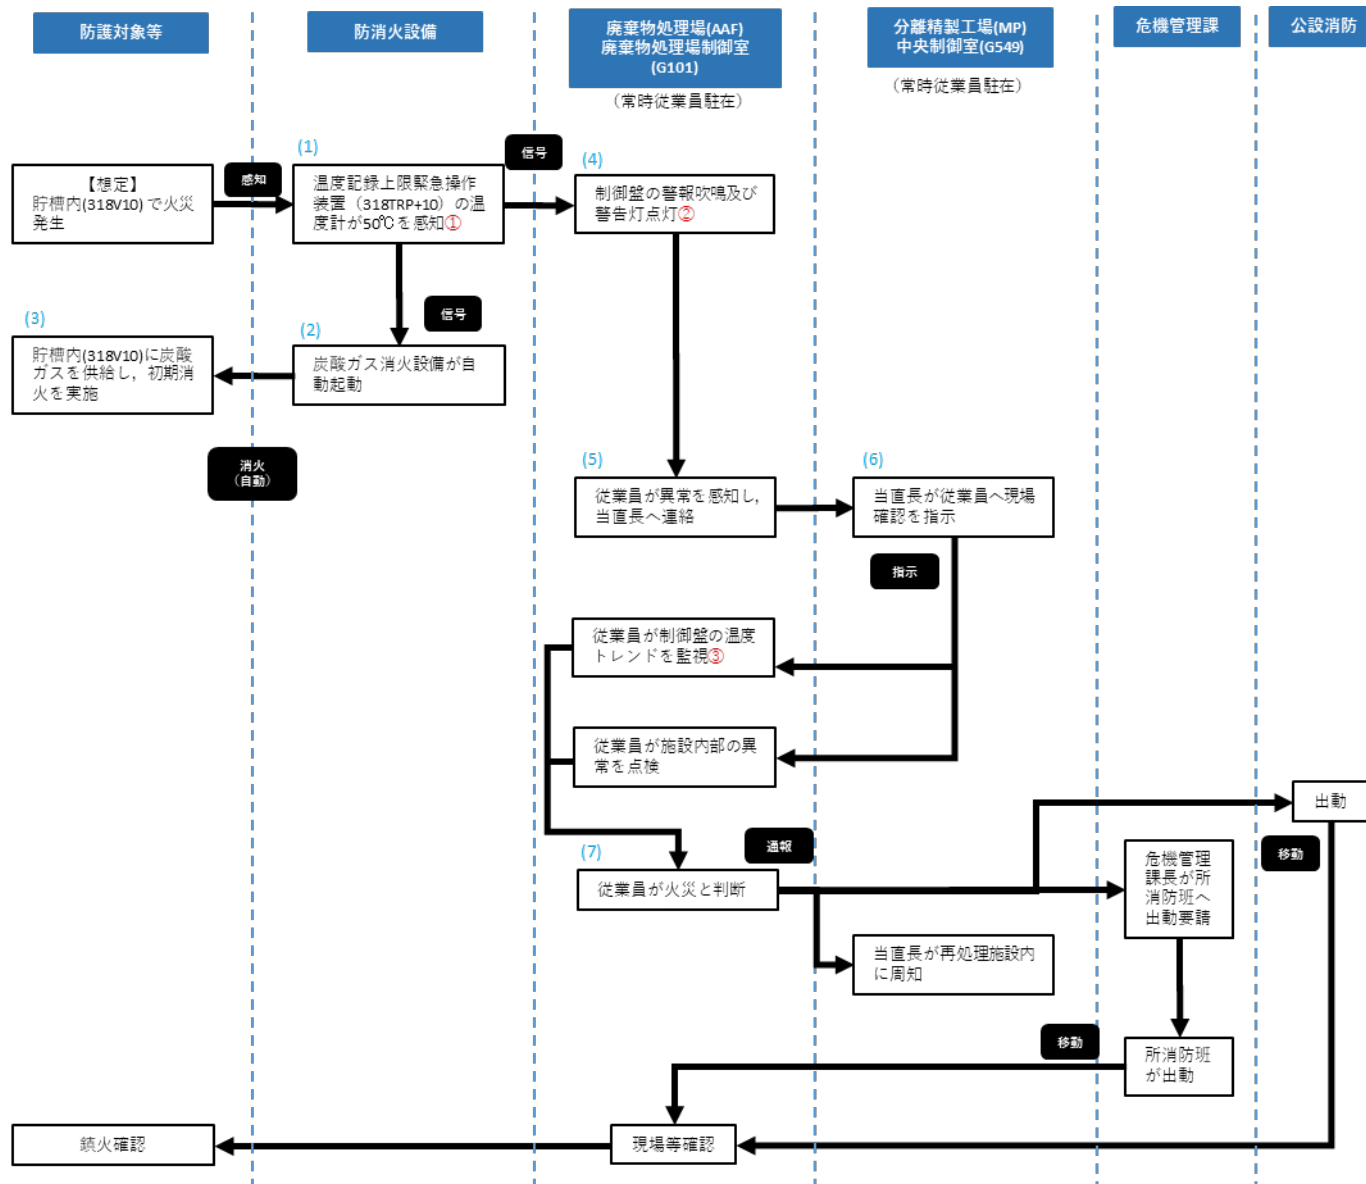 防護対象等
防消火設備
廃棄物処理場(AAF)
廃棄物処理場制御室
(G101)
（常時従業員駐在）
分離精製工場(MP)
中央制御室(G549)
（常時従業員駐在）
危機管理課
公設消防
【想定】
貯槽内(318V10)で火災
発生
感知
(1)
温度記録上限緊急操作
装置（318TRP+10）の温
度計が50℃を感知①
信号
(4)
制御盤の警報吹鳴及び
警告灯点灯②
信号
(3)
貯槽内(318V10)に炭酸
ガスを供給し，初期消
火を実施
(2)
炭酸ガス消火設備が自
動起動
消火
（自動）
(5)
従業員が異常を感知し，
当直長へ連絡
(6)
当直長が従業員へ現場
確認を指示
指示
従業員が制御盤の温度
トレンドを監視③
従業員が施設内部の異
常を点検
出動
通報
移動
(7)
従業員が火災と判断
危機管理
課長が所
消防班へ
出動要請
当直長が再処理施設内
に周知
移動
所消防班
が出動
鎮火確認
現場等確認